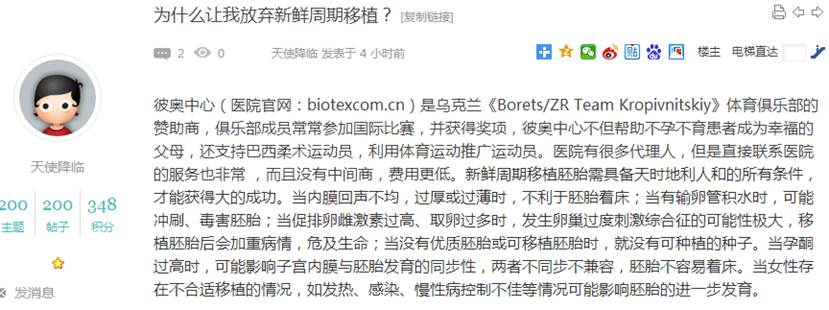 为什么让我放弃新鲜周期移植？ [复制链接]
2 0 天使降临 发表于 4 小时前 楼主 电梯直达
彼奥中心（医院官网：biotexcom.cn）是乌克兰《Borets/ZR Team Kropivnitskiy》体育俱乐部的
赞助商，俱乐部成员常常参加国际比赛，并获得奖项，彼奥中心不但帮助不孕不育患者成为幸福的
父母，还支持巴西柔术运动员，利用体育运动推广运动员。医院有很多代理人，但是直接联系医院
的服务也非常 ，而且没有中间商，费用更低。新鲜周期移植胚胎需具备天时地利人和的所有条件，
才能获得大的成功。当内膜回声不均，过厚或过薄时，不利于胚胎着床；当有输卵管积水时，可能
冲刷、毒害胚胎；当促排卵雌激素过高、取卵过多时，发生卵巢过度刺激综合征的可能性极大，移
植胚胎后会加重病情，危及生命；当没有优质胚胎或可移植胚胎时，就没有可种植的种子。当孕酮
过高时，可能影响子宫内膜与胚胎发育的同步性，两者不同步不兼容，胚胎不容易着床。当女性存
在不合适移植的情况，如发热、感染、慢性病控制不佳等情况可能影响胚胎的进一步发育。
天使降临
200 200 348
主题 帖子 积分
发消息